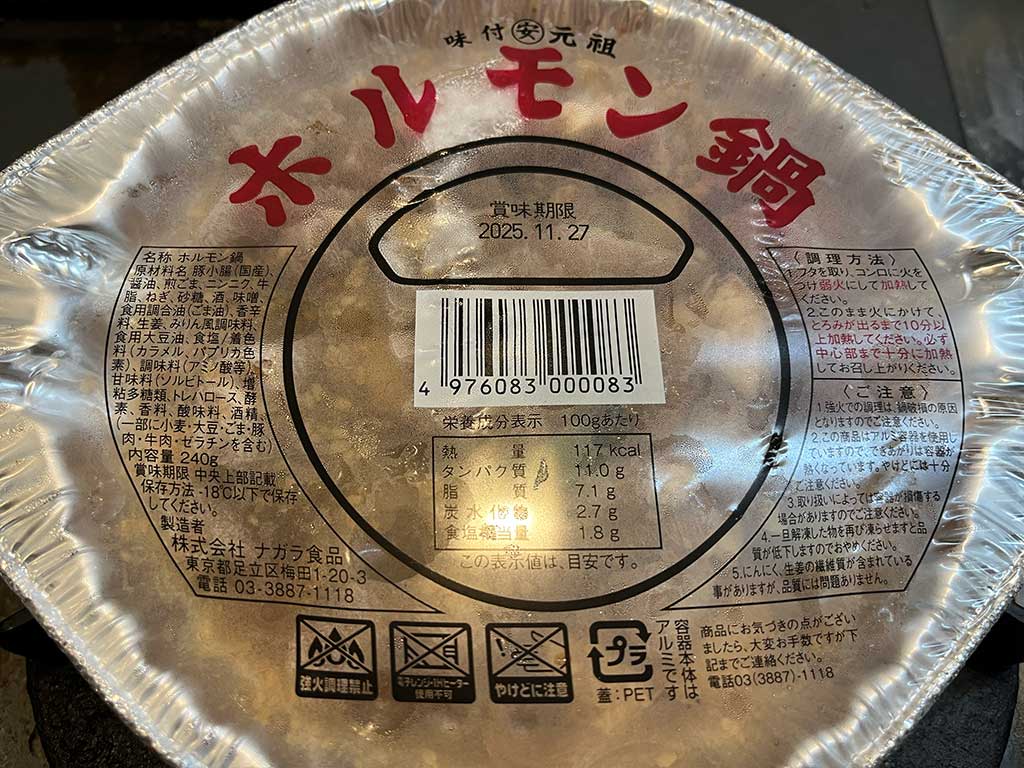 味付㊛元祖
ホルモン鍋
賞味期限
2025.11.27
名称 ホルモン鍋
原材料名 豚小腸(国産)、
醤油、煎ごま、ニンニク、牛
脂、ねぎ、砂糖、酒、味噌、
食用調合油(ごま油)、香辛
料、生姜、みりん風調味料、
食用大豆油、食塩/着色
料(カラメル、パプリカ色
素)、調味料(アミノ酸等)、
甘味料(ソルビトール)、増
粘多糖類、トレハロース、酵
素、香料、酸味料、酒精、
(一部に小麦・大豆・ごま・豚
肉・牛肉・ゼラチンを含む)
内容量 240g
賞味期限 中央上部記載
保存方法 -18℃以下で保存
してください。
製造者
株式会社 ナガラ食品
東京都足立区梅田1-20-3
電話 03-3887-1118
4 976083 000083
栄養成分表示 100gあたり
熱量 117 kcal
タンパク質 11.0 g
脂質 7.1 g
炭水化物 2.7 g
食塩相当量 1.8 g
この表示値は、目安です。
〈調理方法〉
1.フタを取り、コンロに火を
つけ弱火にして加熱して
ください。
2.このまま火にかけて、
とろみが出るまで10分以
上加熱してください。必ず
中心部まで十分に加熱
してお召し上がりください。
〈ご注意〉
1.強火での調理は、鍋破損の原因
となりますのでご注意ください。
2.この商品はアルミ容器を使用し
ていますので、できあがりは容器が
熱くなっています。やけどには十分
ご注意ください。
3.取り扱いによっては容器が損傷する
場合がありますのでご注意ください。
4.一旦解凍した物を再び凍らせますと品
質が低下しますのでおやめください。
5.にんにく、生姜の繊維質が含まれている
事がありますが、品質には問題ありません。
強火調理禁止
電子レンジ・IHヒーター
使用不可
やけどに注意
プラ
蓋:PET
容器本体は、
アルミです
商品にお気づきの点がござい
ましたら、大変お手数ですが下
記までご連絡ください。
電話03(3887)-1118